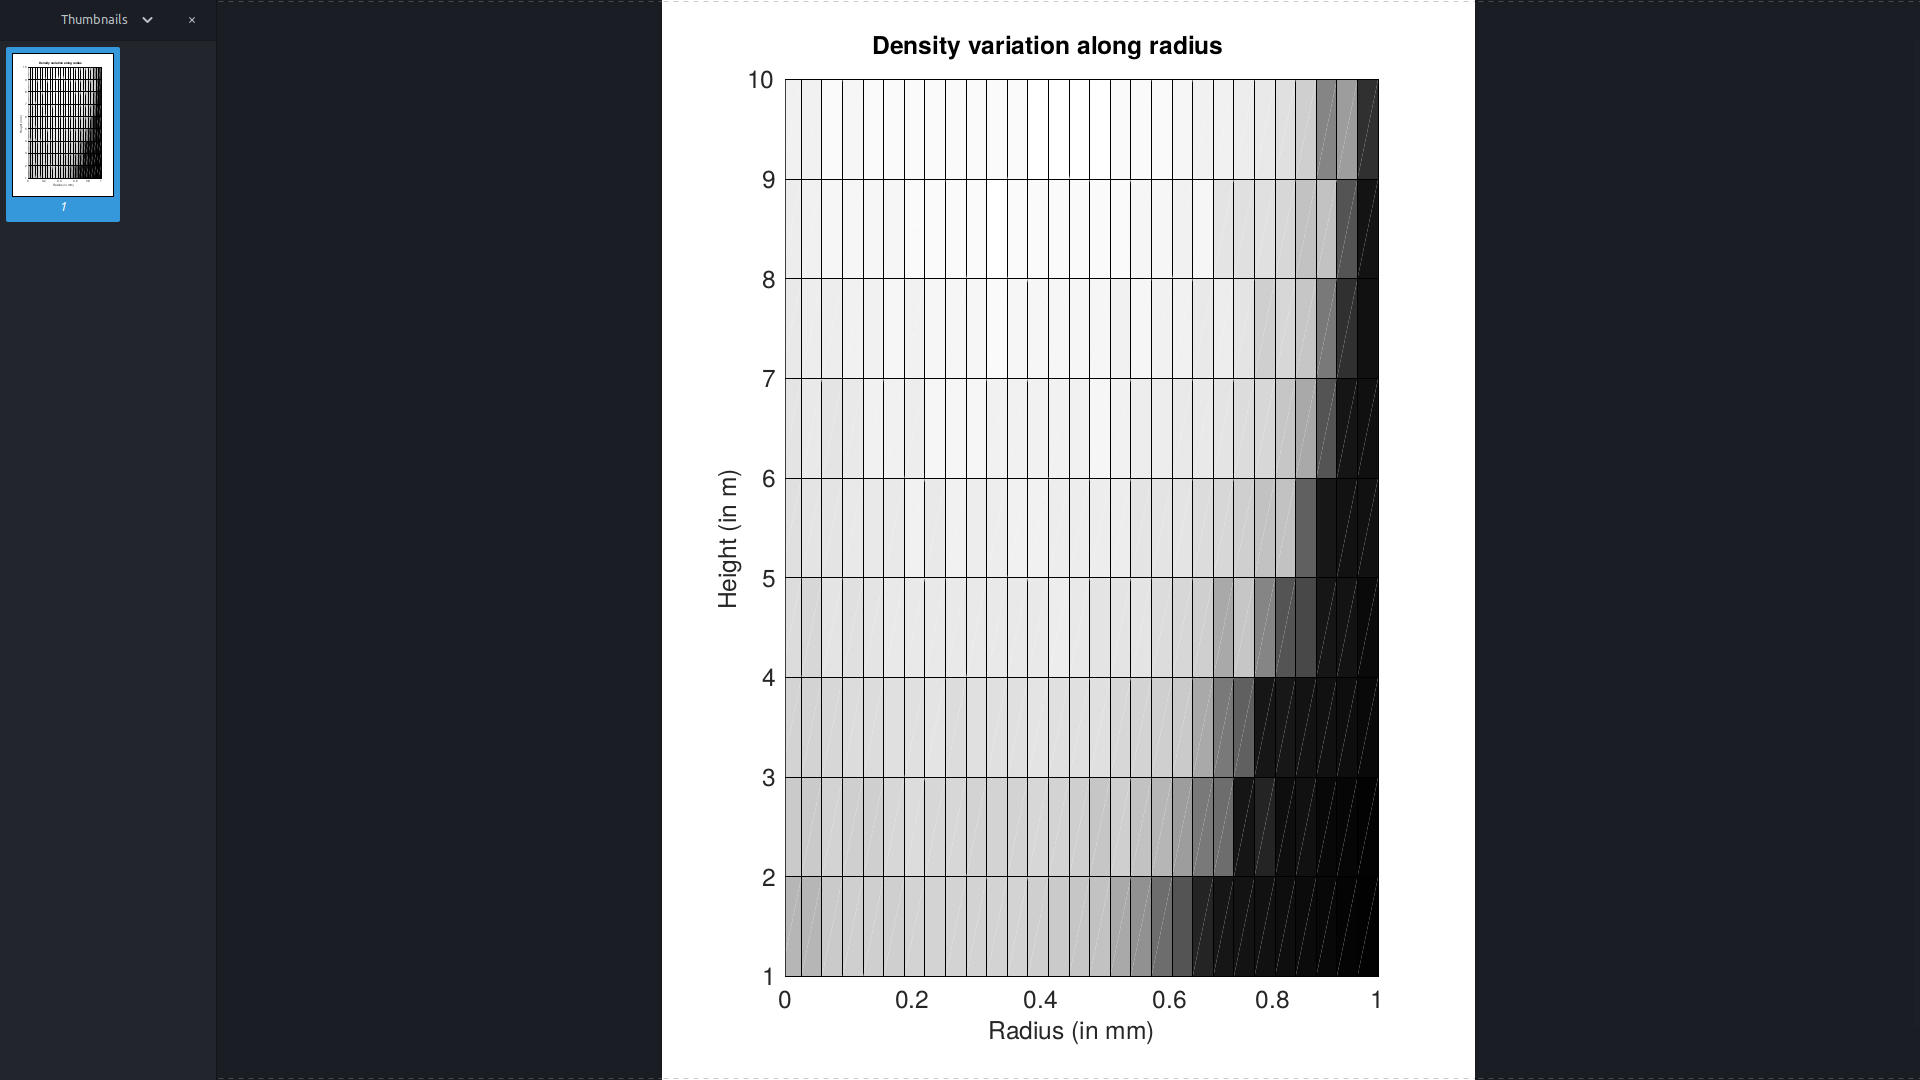 Thumbnails
1
Density variation along radius
10
9
8
7
6
5
4
3
2
1
Height (in m)
0 0.2 0.4 0.6 0.8 1
Radius (in mm)